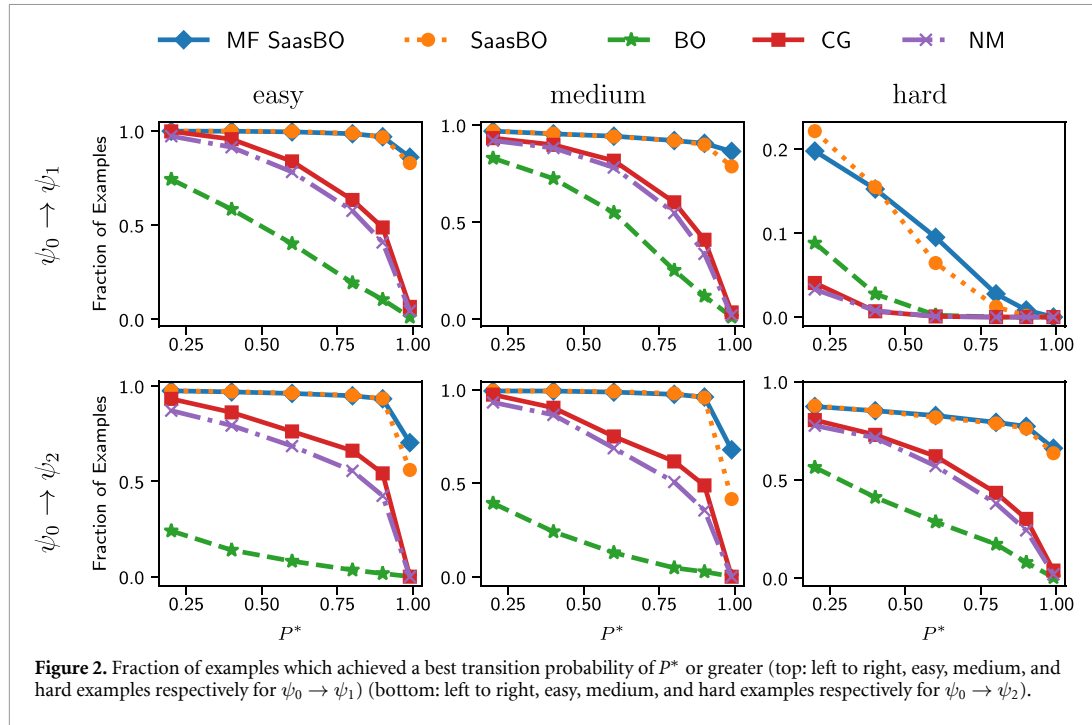 MF SaasBO SaasBO BO CG NM
easy medium hard
ψ0 → ψ1
Fraction of Examples
1.0
0.5
0.0
0.25 0.50 0.75 1.00
1.0
0.5
0.0
0.25 0.50 0.75 1.00
0.2
0.1
0.0
0.25 0.50 0.75 1.00
ψ0 → ψ2
Fraction of Examples
1.0
0.5
0.0
0.25 0.50 0.75 1.00
P*
1.0
0.5
0.0
0.25 0.50 0.75 1.00
P*
1.0
0.5
0.0
0.25 0.50 0.75 1.00
P*
Figure 2. Fraction of examples which achieved a best transition probability of P* or greater (top: left to right, easy, medium, and
hard examples respectively for ψ0 → ψ1) (bottom: left to right, easy, medium, and hard examples respectively for ψ0 → ψ2).